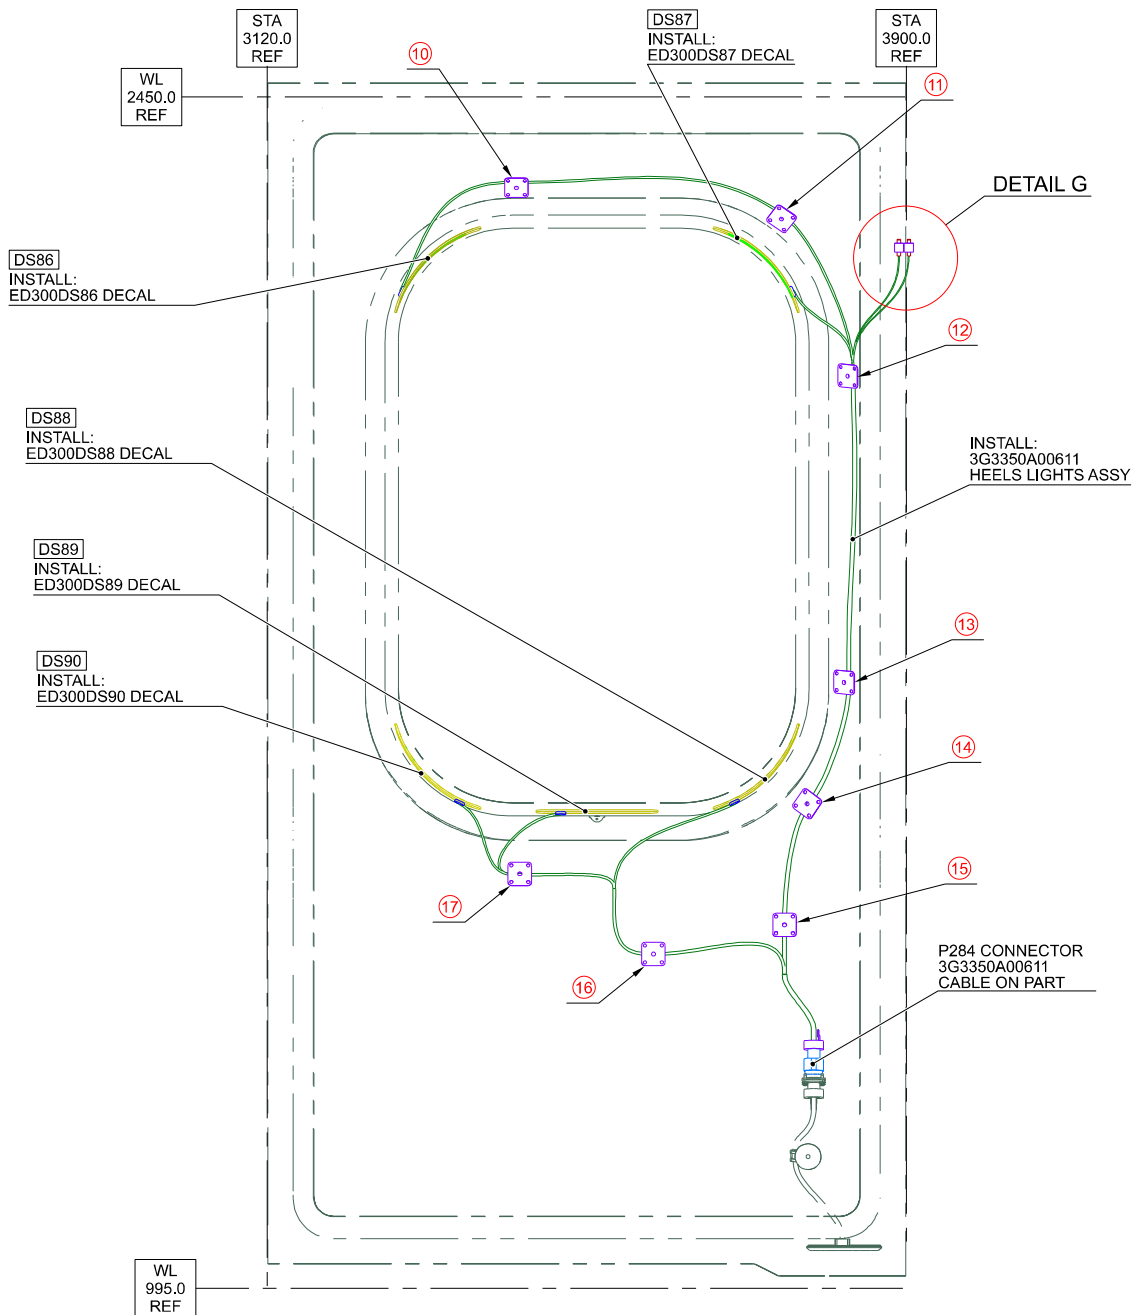 STA
3120.0
REF
DS87
INSTALL:
ED300DS87 DECAL
STA
3900.0
REF
10
WL
2450.0
REF
11
DETAIL G
DS86
INSTALL:
ED300DS86 DECAL
12
DS88
INSTALL:
ED300DS88 DECAL
INSTALL:
3G3350A00611
HEELS LIGHTS ASSY
DS89
INSTALL:
ED300DS89 DECAL
13
DS90
INSTALL:
ED300DS90 DECAL
14
15
17
P284 CONNECTOR
3G3350A00611
CABLE ON PART
16
WL
995.0
REF